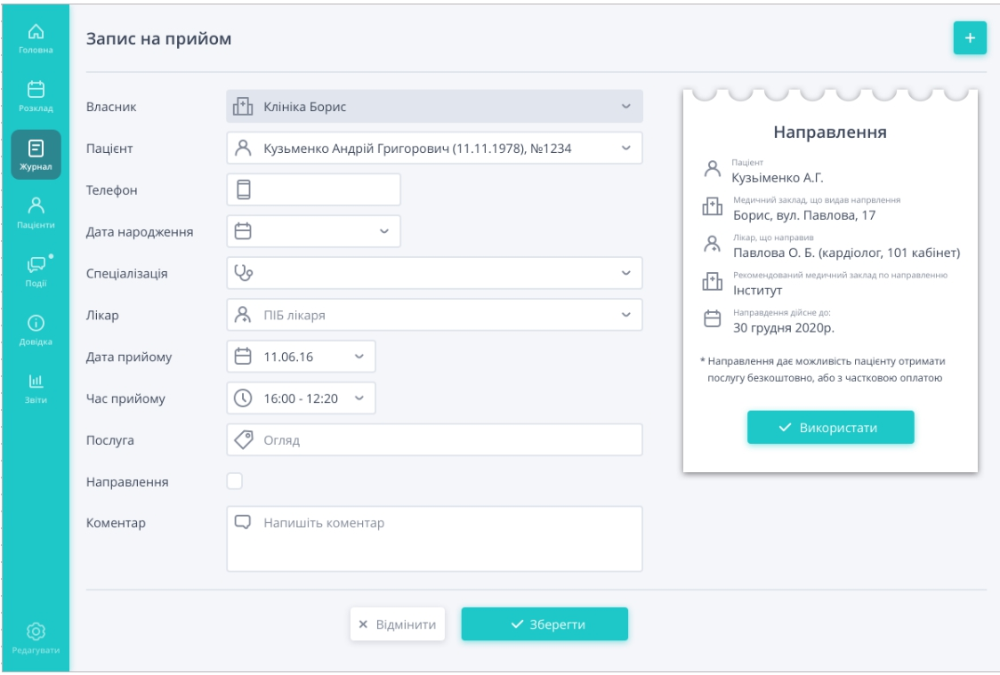 Головна
Розклад
Журнал
Пацієнти
Події
Довідка
Звіти
Редагувати
Запис на прийом
+
Власник
Клініка Борис
Пацієнт
Кузьменко Андрій Григорович (11.11.1978), №1234
Телефон
Дата народження
Спеціалізація
Лікар
ПІБ лікаря
Дата прийому
11.06.16
Час прийому
16:00 - 12:20
Послуга
Огляд
Направлення
Коментар
Напишіть коментар
Відмінити
Зберегти
Направлення
Пацієнт
Кузьіменко А.Г.
Медичний заклад, що видав напрвлення
Борис, вул. Павлова, 17
Лікар, що направив
Павлова О. Б. (кардіолог, 101 кабінет)
Рекомендований медичний заклад по направленню
Інститут
Направдення дійсне до:
30 грудня 2020р.
* Направлення дає можливість пацієнту отримати
послугу безкоштовно, або з частковою оплатою
Використати